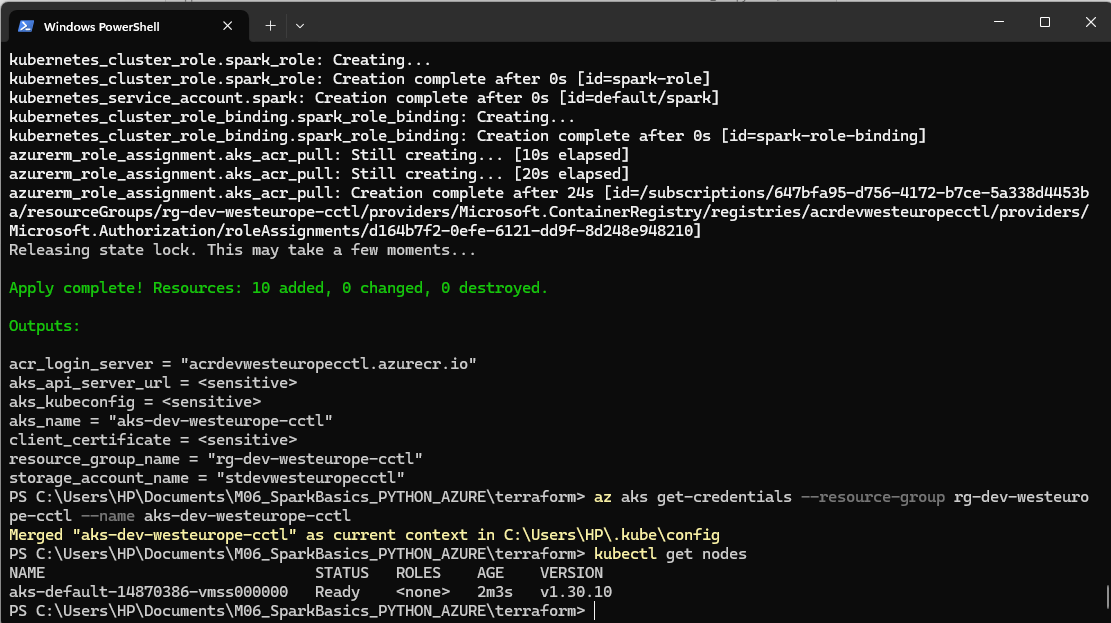 Windows PowerShell
kubernetes_cluster_role.spark_role: Creating...
kubernetes_cluster_role.spark_role: Creation complete after 0s [id=spark-role]
kubernetes_service_account.spark: Creation complete after 0s [id=default/spark]
kubernetes_cluster_role_binding.spark_role_binding: Creating...
kubernetes_cluster_role_binding.spark_role_binding: Creation complete after 0s [id=spark-role-binding]
azurerm_role_assignment.aks_acr_pull: Still creating... [10s elapsed]
azurerm_role_assignment.aks_acr_pull: Still creating... [20s elapsed]
azurerm_role_assignment.aks_acr_pull: Creation complete after 24s [id=/subscriptions/647bfa95-d756-4172-b7ce-5a338d4453b
a/resourceGroups/rg-dev-westeurope-cctl/providers/Microsoft.ContainerRegistry/registries/acrdevwesteuropecctl/providers/
Microsoft.Authorization/roleAssignments/d164b7f2-0efe-6121-dd9f-8d248e948210]
Releasing state lock. This may take a few moments...
Apply complete! Resources: 10 added, 0 changed, 0 destroyed.
Outputs:
acr_login_server = "acrdevwesteuropecctl.azurecr.io"
aks_api_server_url = <sensitive>
aks_kubeconfig = <sensitive>
aks_name = "aks-dev-westeurope-cctl"
client_certificate = <sensitive>
resource_group_name = "rg-dev-westeurope-cctl"
storage_account_name = "stdevwesteuropecctl"
PS C:\Users\HP\Documents\M06_SparkBasics_PYTHON_AZURE\terraform> az aks get-credentials --resource-group rg-dev-westeuro
pe-cctl --name aks-dev-westeurope-cctl
Merged "aks-dev-westeurope-cctl" as current context in C:\Users\HP\.kube\config
PS C:\Users\HP\Documents\M06_SparkBasics_PYTHON_AZURE\terraform> kubectl get nodes
NAME STATUS ROLES AGE VERSION
aks-default-14870386-vmss000000 Ready <none> 2m3s v1.30.10
PS C:\Users\HP\Documents\M06_SparkBasics_PYTHON_AZURE\terraform>